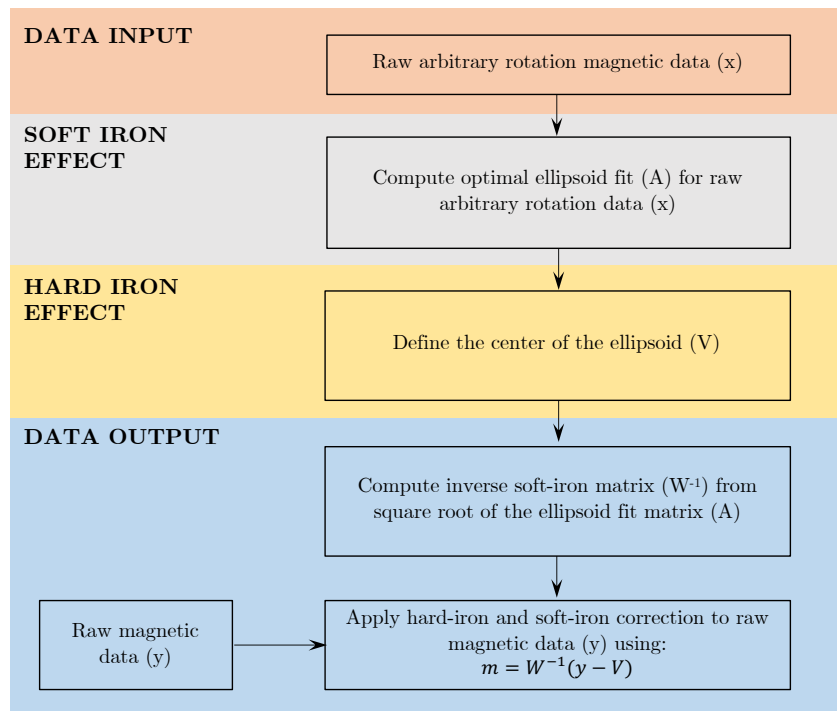 DATA INPUT
Raw arbitrary rotation magnetic data (x)
SOFT IRON
EFFECT
Compute optimal ellipsoid fit (A) for raw
arbitrary rotation data (x)
HARD IRON
EFFECT
Define the center of the ellipsoid (V)
DATA OUTPUT
Compute inverse soft-iron matrix (W⁻¹) from
square root of the ellipsoid fit matrix (A)
Raw magnetic
data (y)
Apply hard-iron and soft-iron correction to raw
magnetic data (y) using:
m = W⁻¹(y − V)